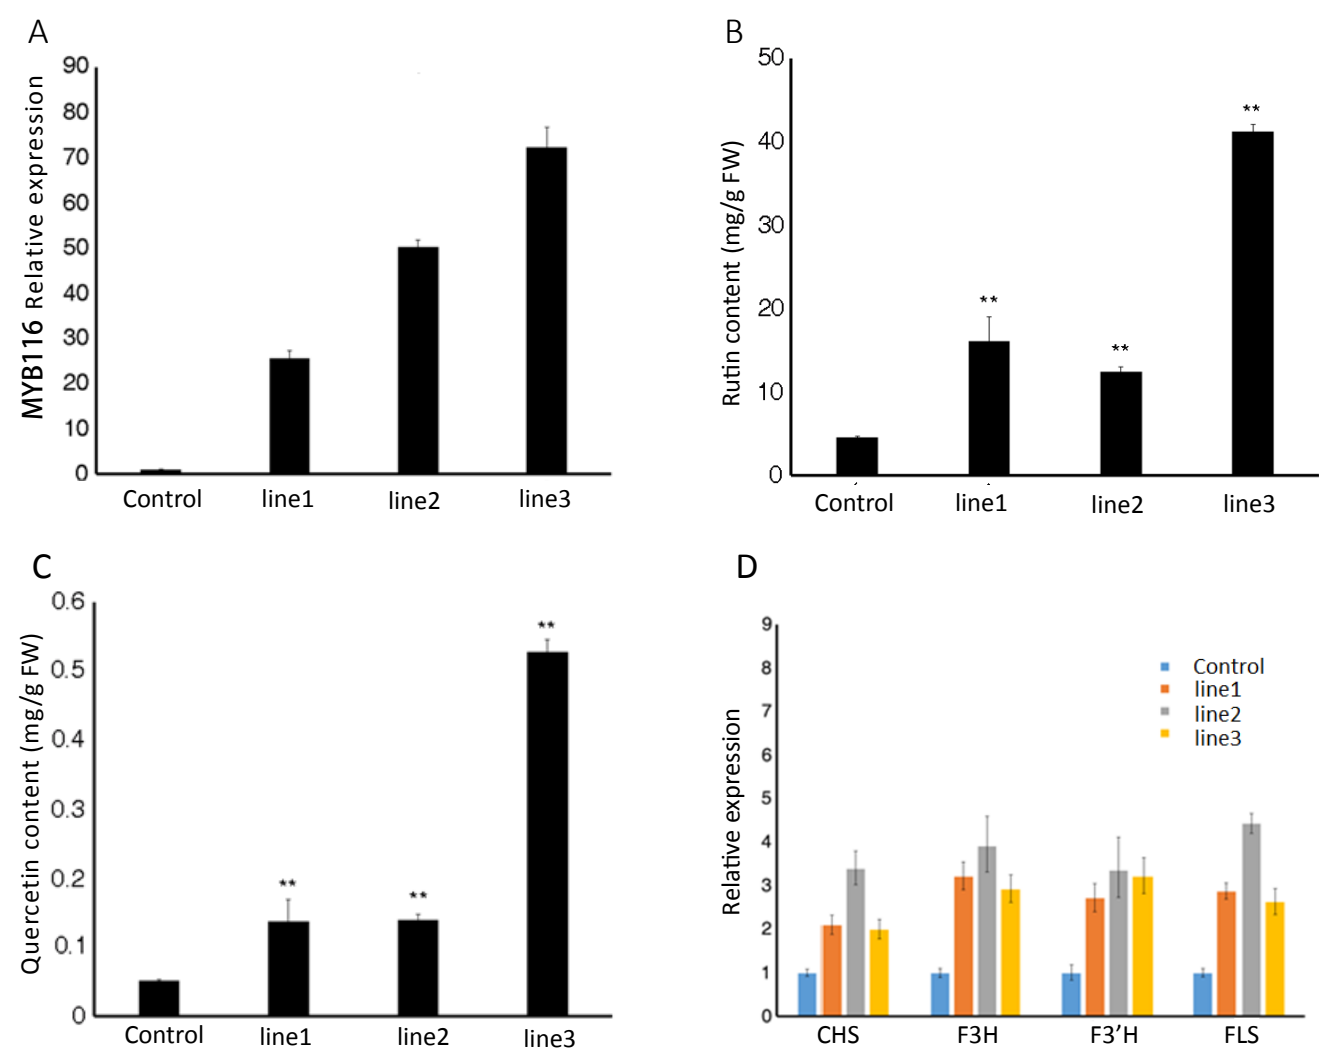 A
MYB116 Relative expression
90
80
70
60
50
40
30
20
10
0
Control line1 line2 line3
B
Rutin content (mg/g FW)
50
40
30
20
10
0
**
**
**
Control line1 line2 line3
C
Quercetin content (mg/g FW)
0.6
0.5
0.4
0.3
0.2
0.1
0
**
**
**
Control line1 line2 line3
D
Relative expression
9
8
7
6
5
4
3
2
1
0
Control
line1
line2
line3
CHS F3H F3’H FLS